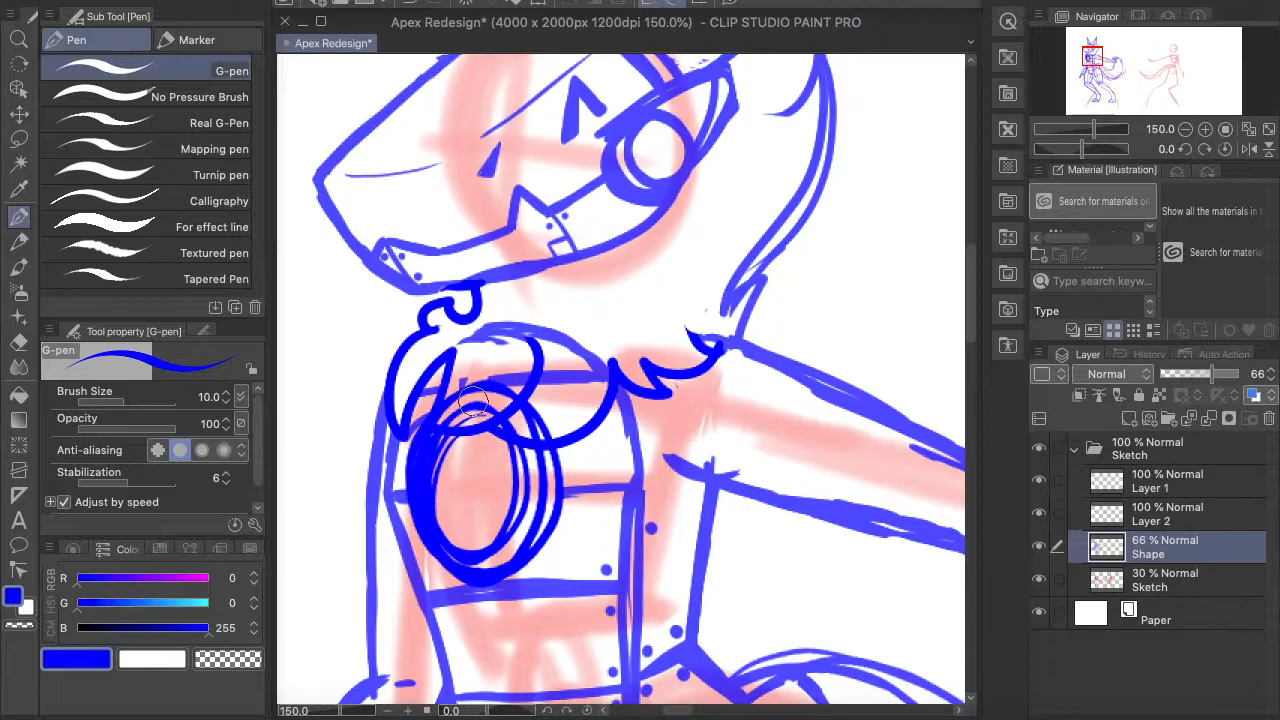 Sub Tool [Pen]
Pen
Marker
G-pen
No Pressure Brush
Real G-Pen
Mapping pen
Turnip pen
Calligraphy
For effect line
Textured pen
Tapered Pen
Tool property [G-pen]
G-pen
Brush Size 10.0
Opacity 100
Anti-aliasing
Stabilization 6
Adjust by speed
Colo
RGB
R 0
G 0
B 255
Apex Redesign* (4000 x 2000px 1200dpi 150.0%) - CLIP STUDIO PAINT PRO
Apex Redesign*
150.0
0.0
Navigator
150.0
0.0
Material [Illustration]
Search for materials on
Show all the materials in t
Search for material
Type search keywor
Type
Layer
History
Auto Action
Normal
66
100 % Normal
Sketch
100 % Normal
Layer 1
100 % Normal
Layer 2
66 % Normal
Shape
30 % Normal
Sketch
Paper